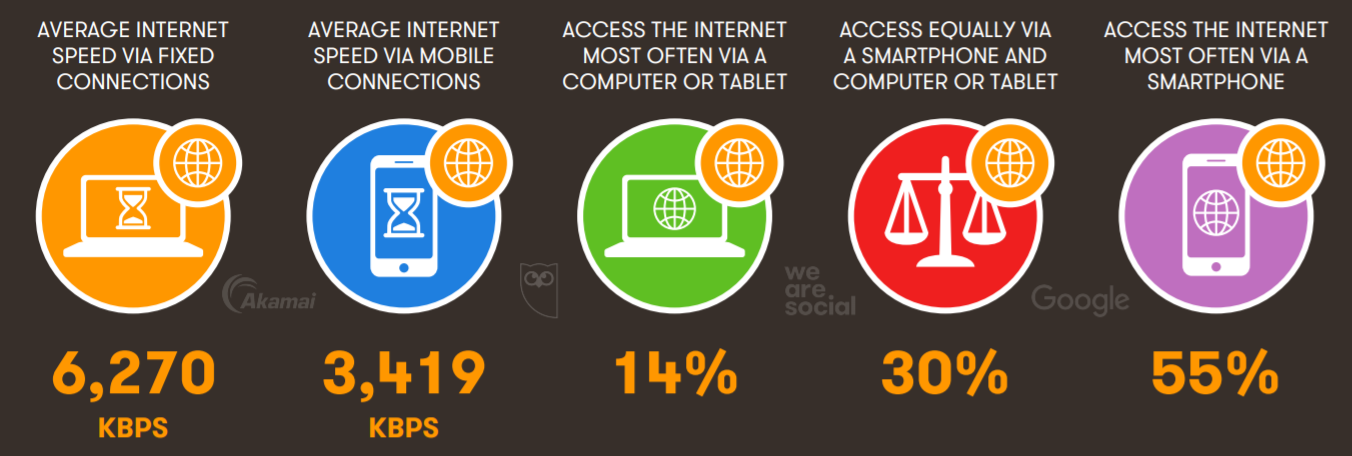 AVERAGE INTERNET
SPEED VIA FIXED
CONNECTIONS
AVERAGE INTERNET
SPEED VIA MOBILE
CONNECTIONS
ACCESS THE INTERNET
MOST OFTEN VIA A
COMPUTER OR TABLET
ACCESS EQUALLY VIA
A SMARTPHONE AND
COMPUTER OR TABLET
ACCESS THE INTERNET
MOST OFTEN VIA A
SMARTPHONE
Akamai
we
are
social
Google
6,270
KBPS
3,419
KBPS
14%
30%
55%